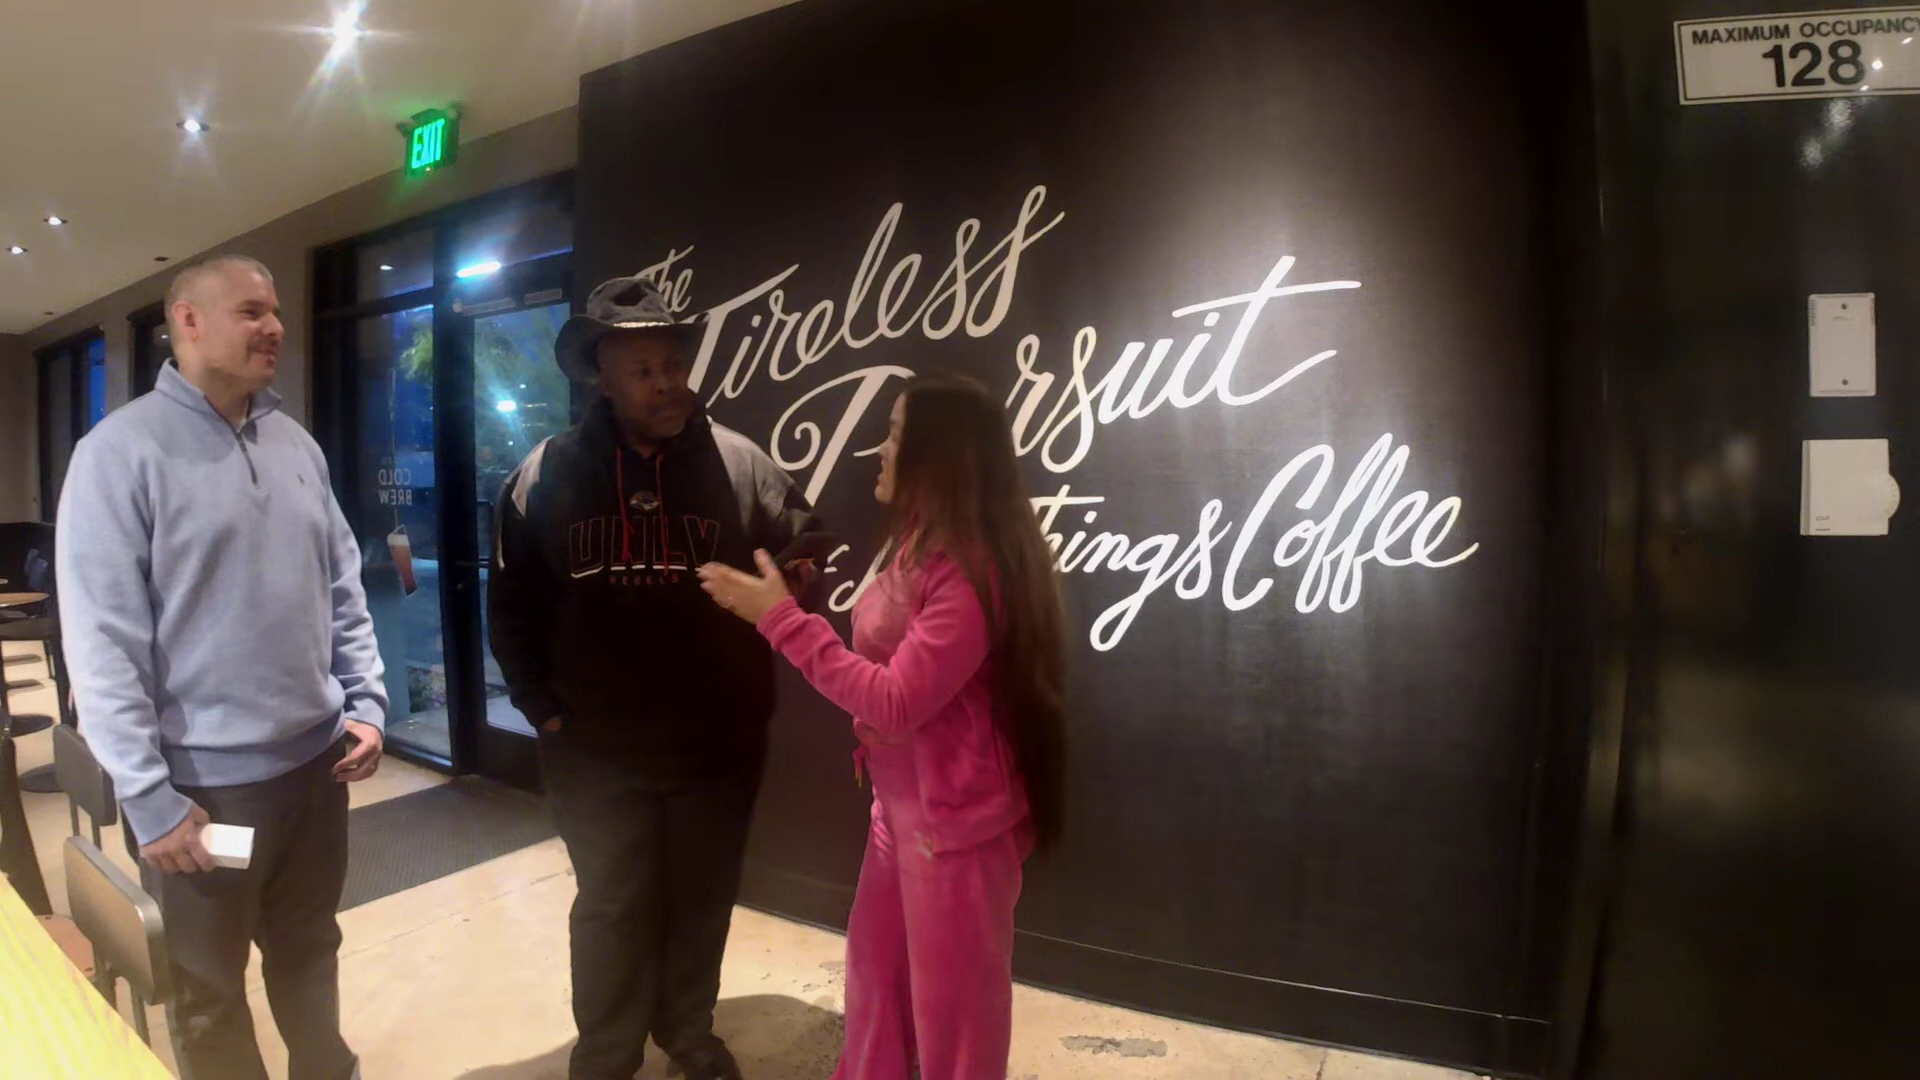 MAXIMUM OCCUPANCY
128
EXIT
The
Tireless
Pursuit
Things Coffee
COLD
BREW
UNLV
REBELS